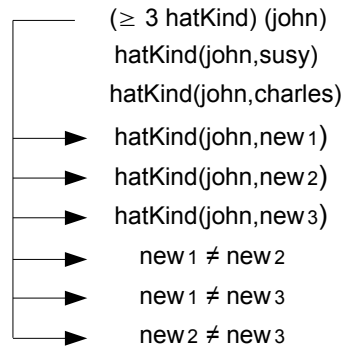 (≥ 3 hatKind) (john)
hatKind(john,susy)
hatKind(john,charles)
hatKind(john,new1)
hatKind(john,new2)
hatKind(john,new3)
new1 ≠ new2
new1 ≠ new3
new2 ≠ new3